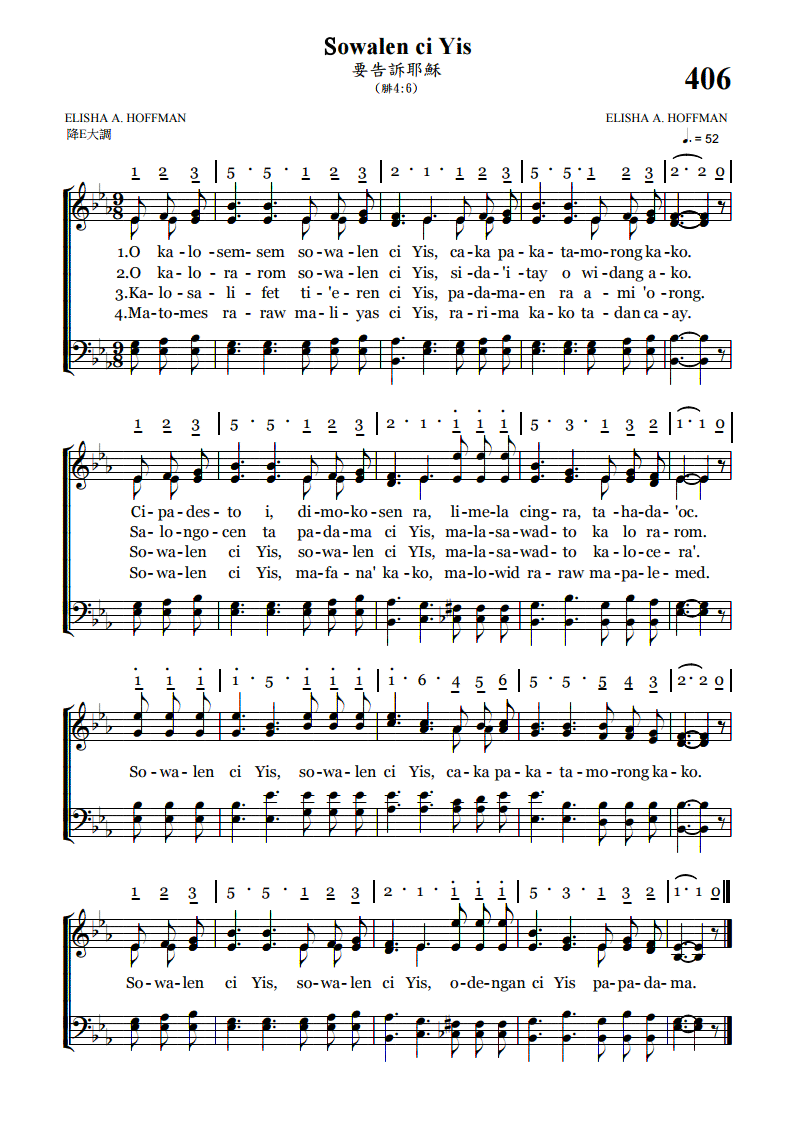 Sowalen ci Yis
要告訴耶穌
(腓4:6)
406
ELISHA A. HOFFMAN
ELISHA A. HOFFMAN
降E大調
♩. = 52
1 2 3 | 5 5 · 1 2 3 | 2 · 1 · 1 2 3 | 5 · 5 · 1 2 3 | 2 · 2 0 |
1.O ka-lo-sem-sem so-wa-len ci Yis, ca-ka pa-ka-ta-mo-rong ka-ko.
2.O ka-lo-ra-rom so-wa-len ci Yis, si-da-'i-tay o wi-dang a-ko.
3.Ka-lo-sa-li-fet ti-'e-ren ci Yis, pa-da-ma-en ra a-mi 'o-rong.
4.Ma-to-mes ra-raw ma-li-yas ci Yis, ra-ri-ma ka-ko ta-dan ca-ay.
1 2 3 | 5 5 · 1 2 3 | 2 · 1 · 1 1 1 | 5 · 3 · 1 3 2 | 1 · 1 0 |
Ci-pa-des-to i, di-mo-ko-sen ra, li-me-la cing-ra, ta-ha-da-'oc.
Sa-lo-ngo-cen ta pa-da-ma ci Yis, ma-la-sa-wad-to ka lo ra-rom.
So-wa-len ci Yis, so-wa-len ci YIs, ma-la-sa-wad-to ka-lo-ce-ra'.
So-wa-len ci Yis, ma-fa-na' ka-ko, ma-lo-wid ra-raw ma-pa-le-med.
1 1 1 | 1 · 5 · 1 1 1 | 1 · 6 · 4 5 6 | 5 · 5 · 5 4 3 | 2 · 2 0 |
So-wa-len ci Yis, so-wa-len ci Yis, ca-ka pa-ka-ta-mo-rong ka-ko.
1 2 3 | 5 5 · 1 2 3 | 2 · 1 · 1 1 1 | 5 · 3 · 1 3 2 | 1 · 1 0
So-wa-len ci Yis, so-wa-len ci Yis, o-de-ngan ci Yis pa-pa-da-ma.